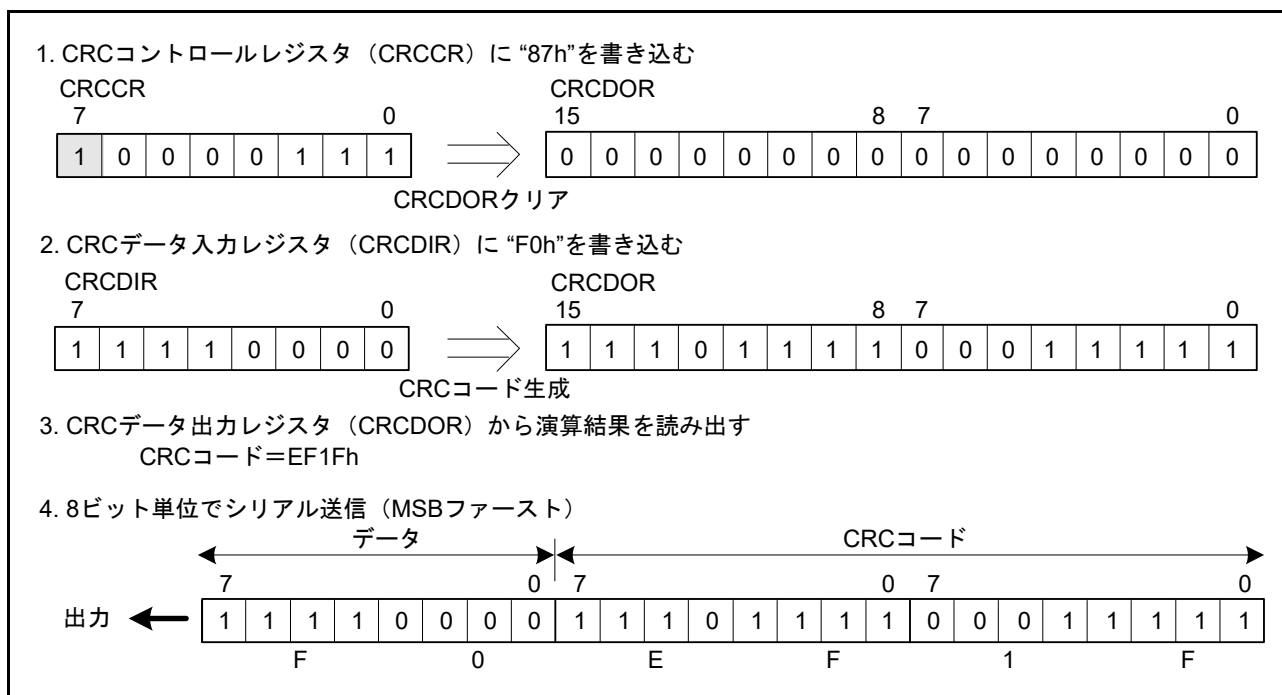 1. CRCコントロールレジスタ（CRCCR）に “87h”を書き込む
CRCCR CRCDOR
7 0 15 8 7 0
1 0 0 0 0 1 1 1 0 0 0 0 0 0 0 0 0 0 0 0 0 0 0 0
CRCDORクリア
2. CRCデータ入力レジスタ（CRCDIR）に “F0h”を書き込む
CRCDIR CRCDOR
7 0 15 8 7 0
1 1 1 1 0 0 0 0 1 1 1 0 1 1 1 1 0 0 0 1 1 1 1 1
CRCコード生成
3. CRCデータ出力レジスタ（CRCDOR）から演算結果を読み出す
CRCコード＝EF1Fh
4. 8ビット単位でシリアル送信（MSBファースト）
データ CRCコード
7 0 7 0 7 0
出力 1 1 1 1 0 0 0 0 1 1 1 0 1 1 1 1 0 0 0 1 1 1 1 1
F 0 E F 1 F